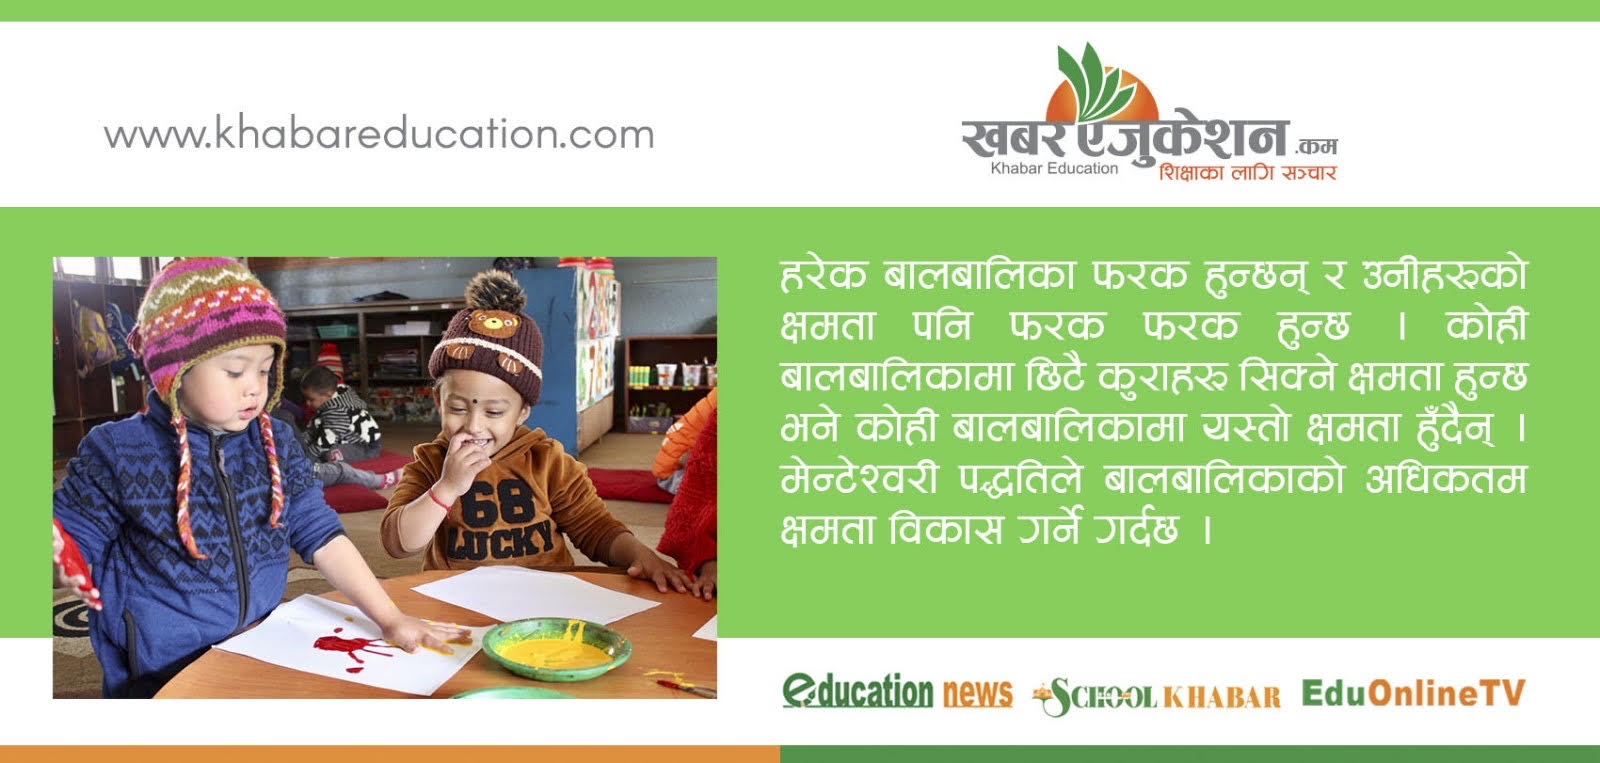 www.khabareducation.com
खबर एजुकेशन.कम
Khabar Education
शिक्षाका लागि सञ्चार
हरेक बालबालिका फरक हुन्छन् र उनीहरुको
क्षमता पनि फरक फरक हुन्छ । कोही
बालबालिकामा छिटै कुराहरु सिक्ने क्षमता हुन्छ
भने कोही बालबालिकामा यस्तो क्षमता हुँदैन् ।
मेन्टेश्वरी पद्धतिले बालबालिकाको अधिकतम
क्षमता विकास गर्ने गर्दछ ।
68
LUCKY
education news
SCHOOL KHABAR
EduOnlineTV